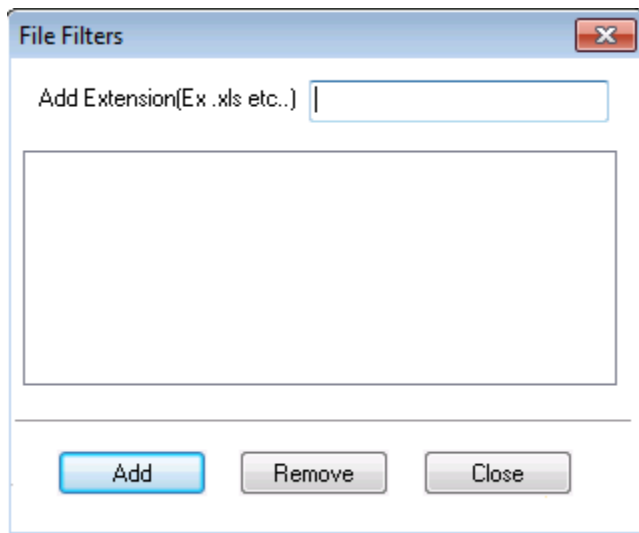 File Filters
Add Extension(Ex .xls etc..)
Add Remove Close